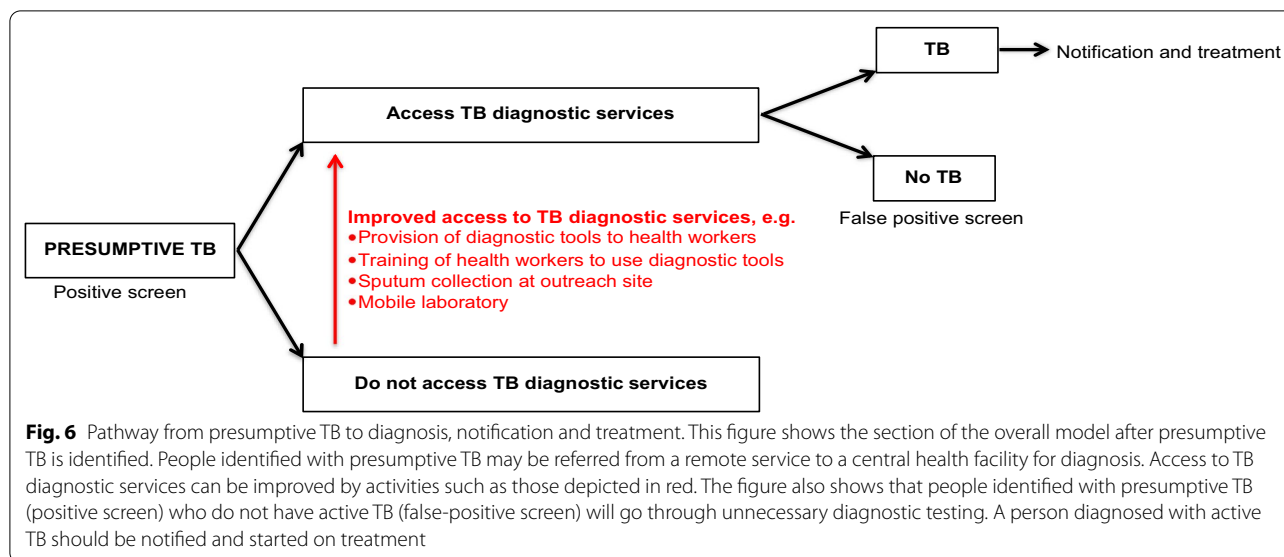 TB
Notification and treatment
Access TB diagnostic services
No TB
False positive screen
Improved access to TB diagnostic services, e.g.
•Provision of diagnostic tools to health workers
•Training of health workers to use diagnostic tools
•Sputum collection at outreach site
•Mobile laboratory
PRESUMPTIVE TB
Positive screen
Do not access TB diagnostic services
Fig. 6 Pathway from presumptive TB to diagnosis, notification and treatment. This figure shows the section of the overall model after presumptive
TB is identified. People identified with presumptive TB may be referred from a remote service to a central health facility for diagnosis. Access to TB
diagnostic services can be improved by activities such as those depicted in red. The figure also shows that people identified with presumptive TB
(positive screen) who do not have active TB (false-positive screen) will go through unnecessary diagnostic testing. A person diagnosed with active
TB should be notified and started on treatment